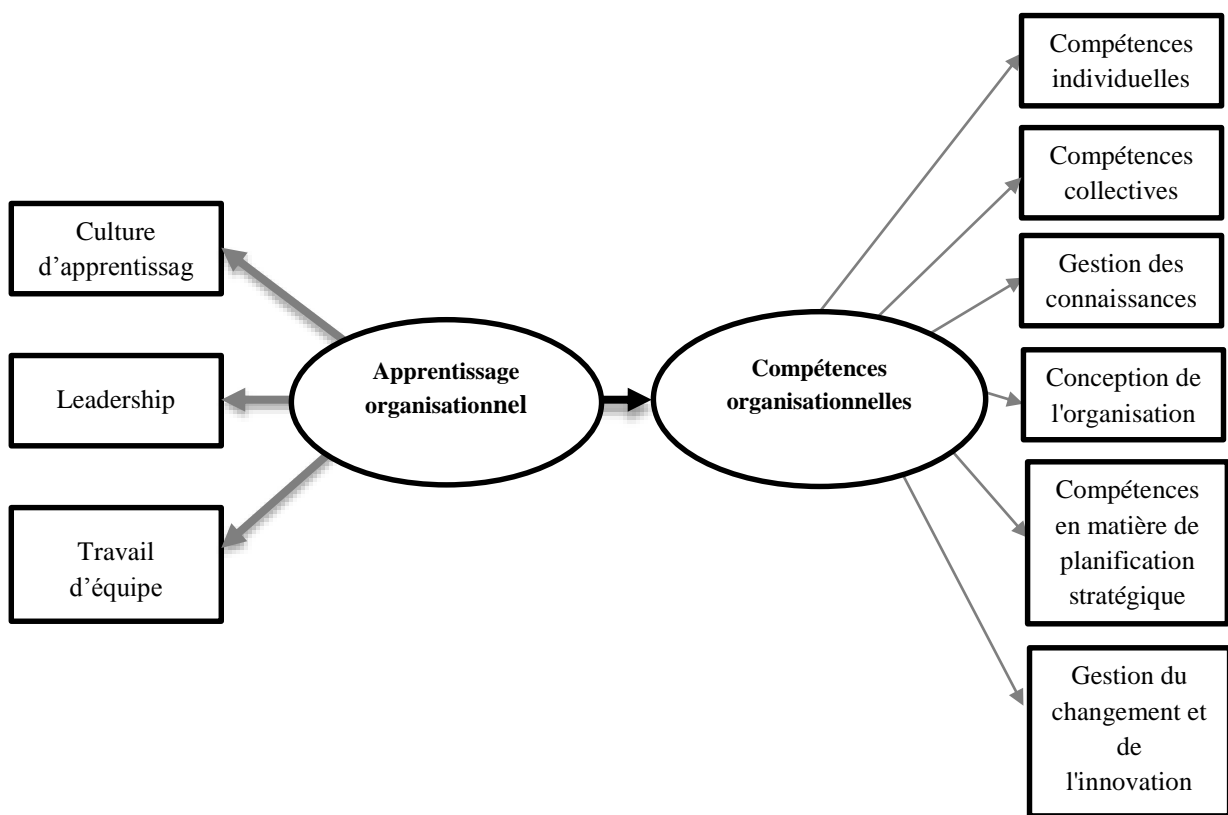 Culture
d’apprentissag
Leadership
Travail
d’équipe
Apprentissage
organisationnel
Compétences
organisationnelles
Compétences
individuelles
Compétences
collectives
Gestion des
connaissances
Conception de
l'organisation
Compétences
en matière de
planification
stratégique
Gestion du
changement et
de
l'innovation